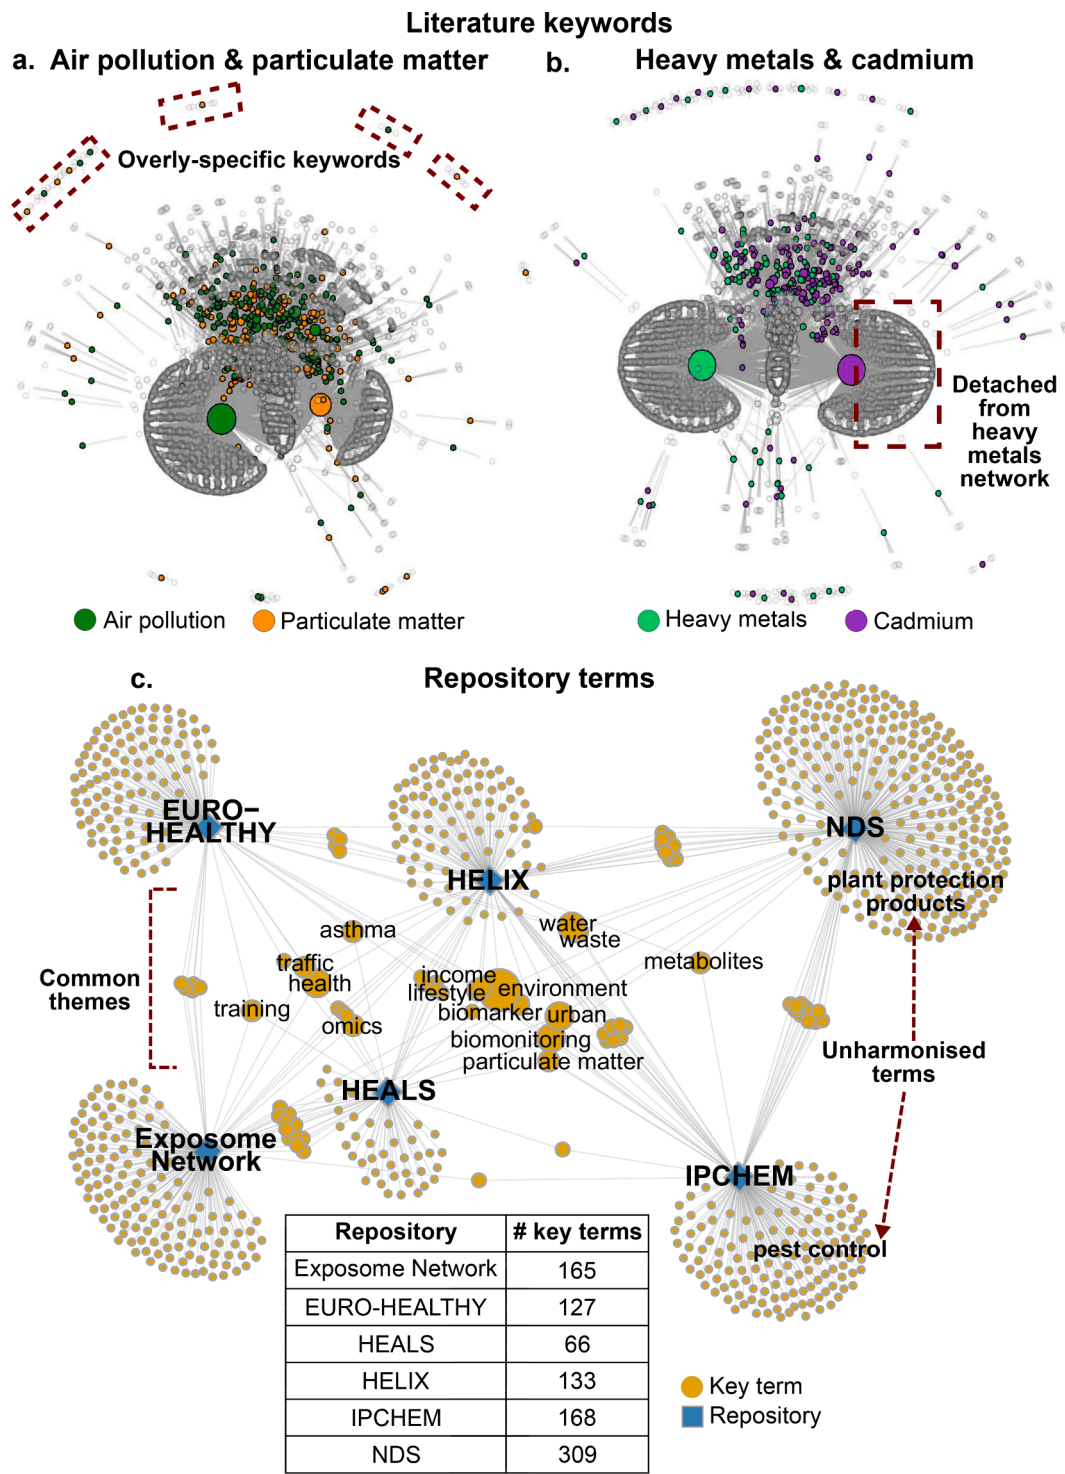 Literature keywords
a. Air pollution & particulate matter
b. Heavy metals & cadmium
Overly-specific keywords
Detached
from
heavy
metals
network
Air pollution
Particulate matter
Heavy metals
Cadmium
c. Repository terms
EURO–
HEALTHY
HELIX
NDS
plant protection
products
Common
themes
asthma
traffic
health
training
omics
water
waste
income
lifestyle
environment
biomarker
urban
biomonitoring
particulate matter
metabolites
Unharmonised
terms
HEALS
Exposome
Network
IPCHEM
pest control
Repository # key terms
Exposome Network 165
EURO-HEALTHY 127
HEALS 66
HELIX 133
IPCHEM 168
NDS 309
Key term
Repository